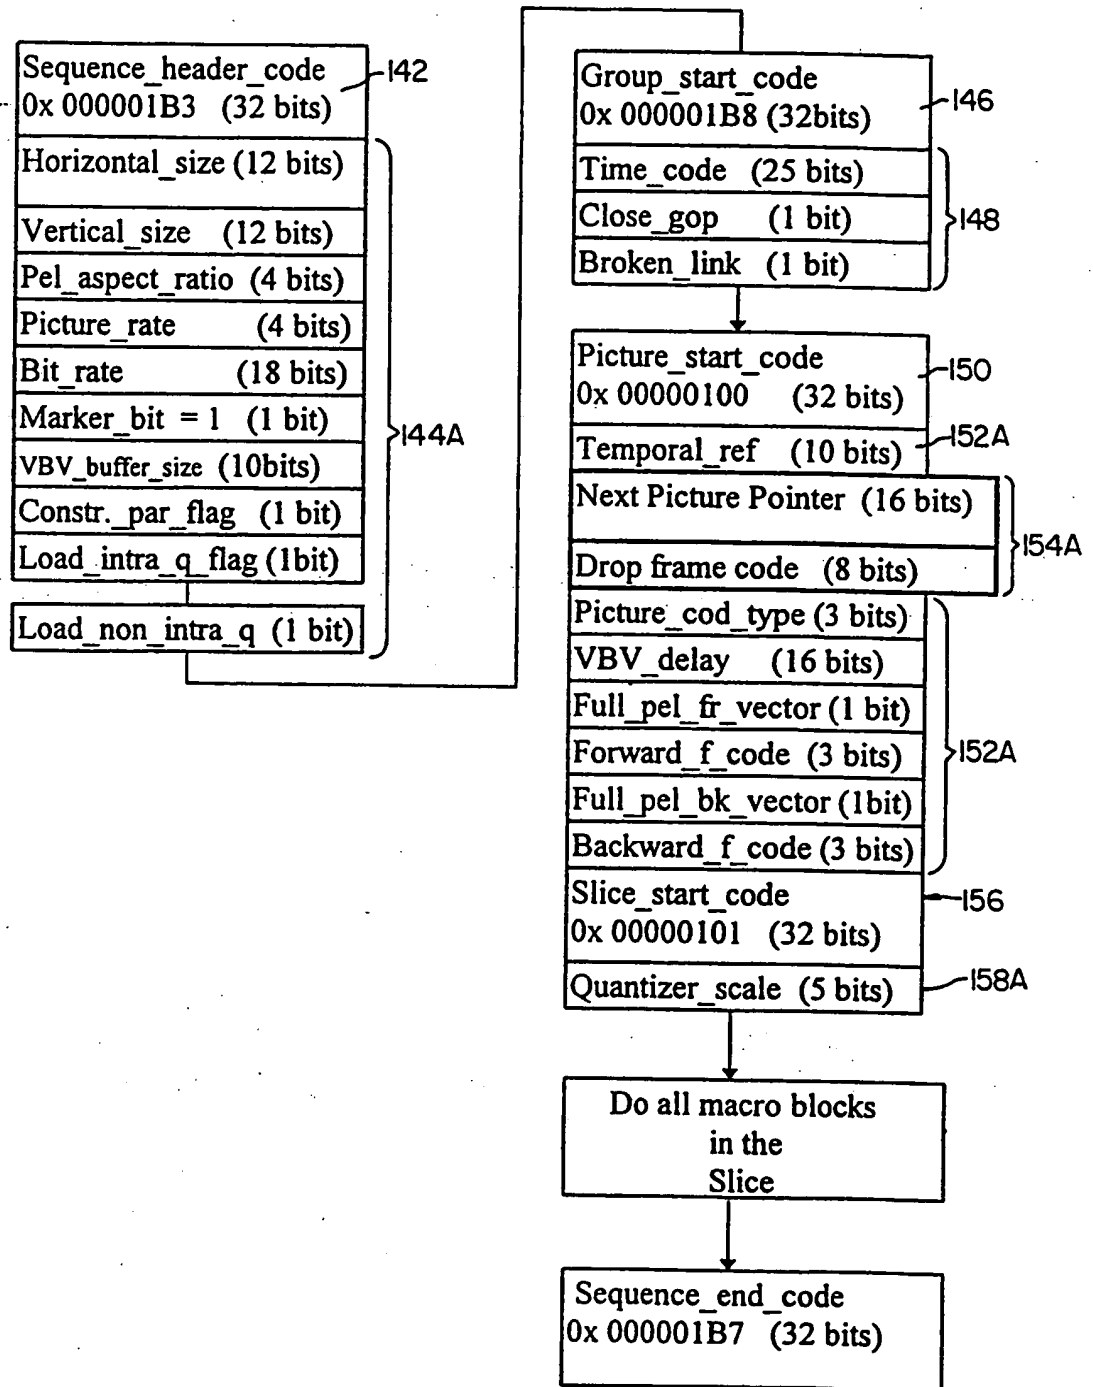 Sequence_header_code
0x 000001B3 (32 bits)
142
Horizontal_size (12 bits)
Vertical_size (12 bits)
Pel_aspect_ratio (4 bits)
Picture_rate (4 bits)
Bit_rate (18 bits)
Marker_bit = 1 (1 bit)
VBV_buffer_size (10bits)
Constr._par_flag (1 bit)
Load_intra_q_flag (1bit)
Load_non_intra_q (1 bit)
144A
Group_start_code
0x 000001B8 (32bits)
146
Time_code (25 bits)
Close_gop (1 bit)
Broken_link (1 bit)
148
Picture_start_code
0x 00000100 (32 bits)
150
Temporal_ref (10 bits)
152A
Next Picture Pointer (16 bits)
Drop frame code (8 bits)
154A
Picture_cod_type (3 bits)
VBV_delay (16 bits)
Full_pel_fr_vector (1 bit)
Forward_f_code (3 bits)
Full_pel_bk_vector (1bit)
Backward_f_code (3 bits)
152A
Slice_start_code
0x 00000101 (32 bits)
156
Quantizer_scale (5 bits)
158A
Do all macro blocks
in the
Slice
Sequence_end_code
0x 000001B7 (32 bits)